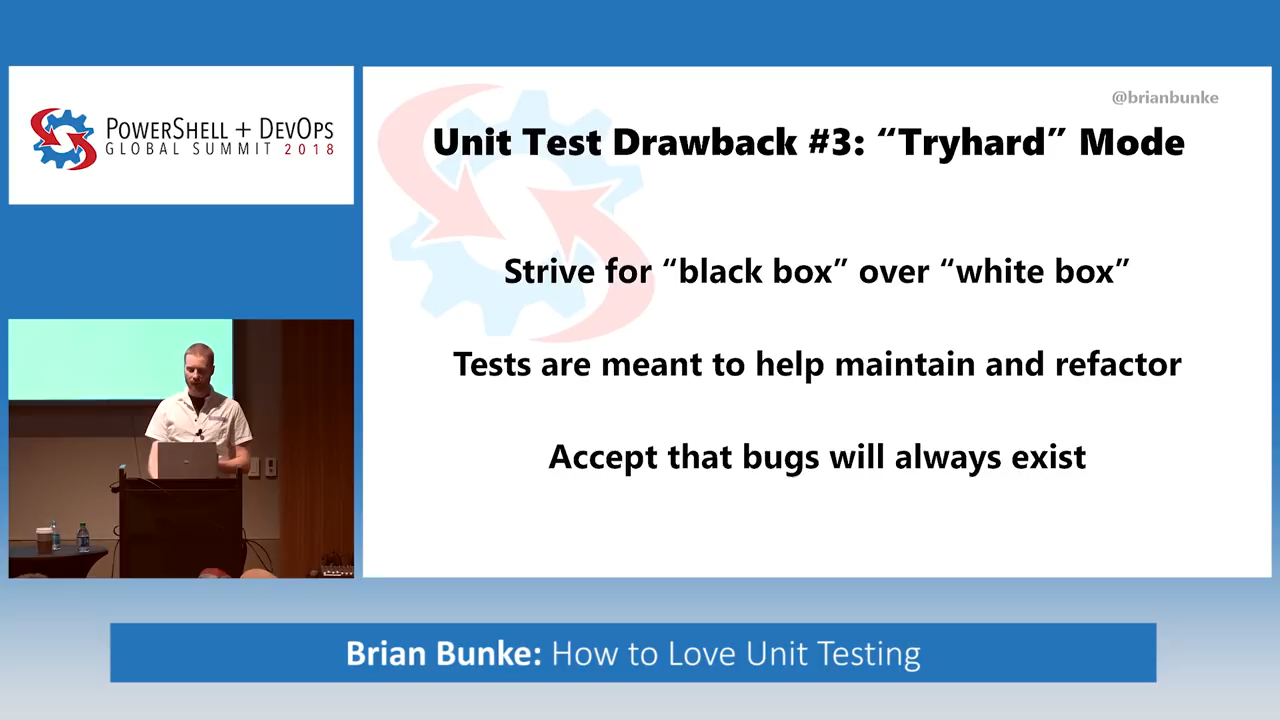 POWERSHELL + DEVOPS
GLOBAL SUMMIT 2018
@brianbunke
Unit Test Drawback #3: “Tryhard” Mode
Strive for “black box” over “white box”
Tests are meant to help maintain and refactor
Accept that bugs will always exist
Brian Bunke: How to Love Unit Testing